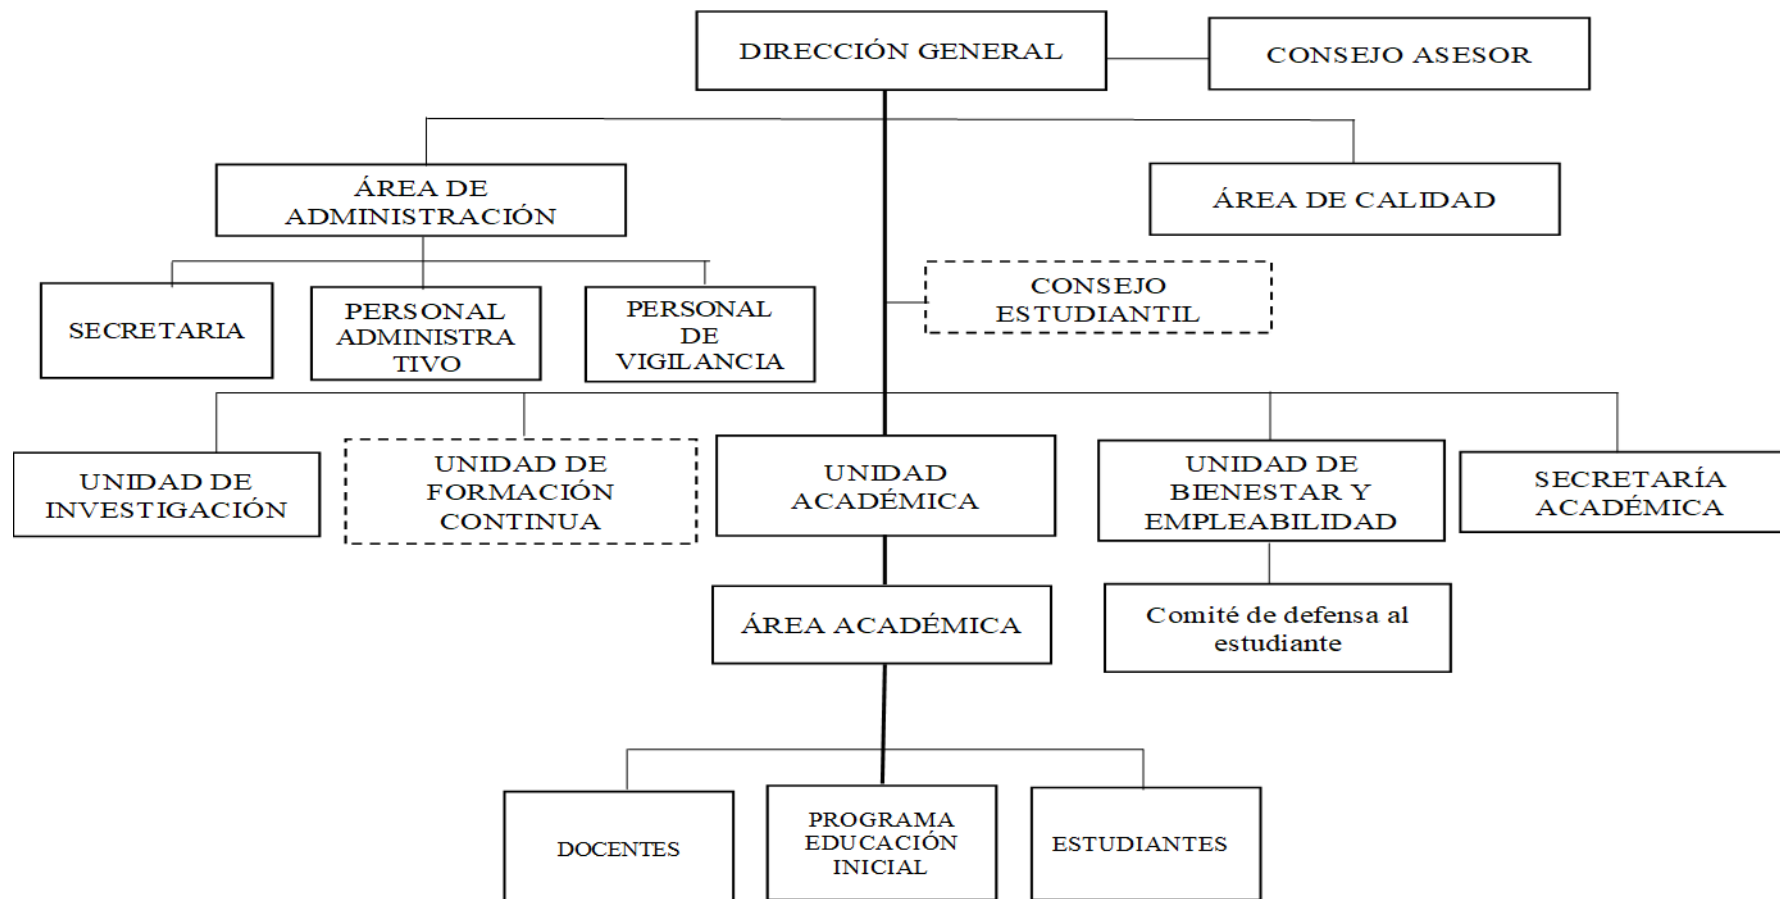 DIRECCIÓN GENERAL
CONSEJO ASESOR
ÁREA DE
ADMINISTRACIÓN
ÁREA DE CALIDAD
SECRETARIA
PERSONAL
ADMINISTRA
TIVO
PERSONAL
DE
VIGILANCIA
CONSEJO
ESTUDIANTIL
UNIDAD DE
INVESTIGACIÓN
UNIDAD DE
FORMACIÓN
CONTINUA
UNIDAD
ACADÉMICA
UNIDAD DE
BIENESTAR Y
EMPLEABILIDAD
SECRETARÍA
ACADÉMICA
ÁREA ACADÉMICA
Comité de defensa al
estudiante
DOCENTES
PROGRAMA
EDUCACIÓN
INICIAL
ESTUDIANTES